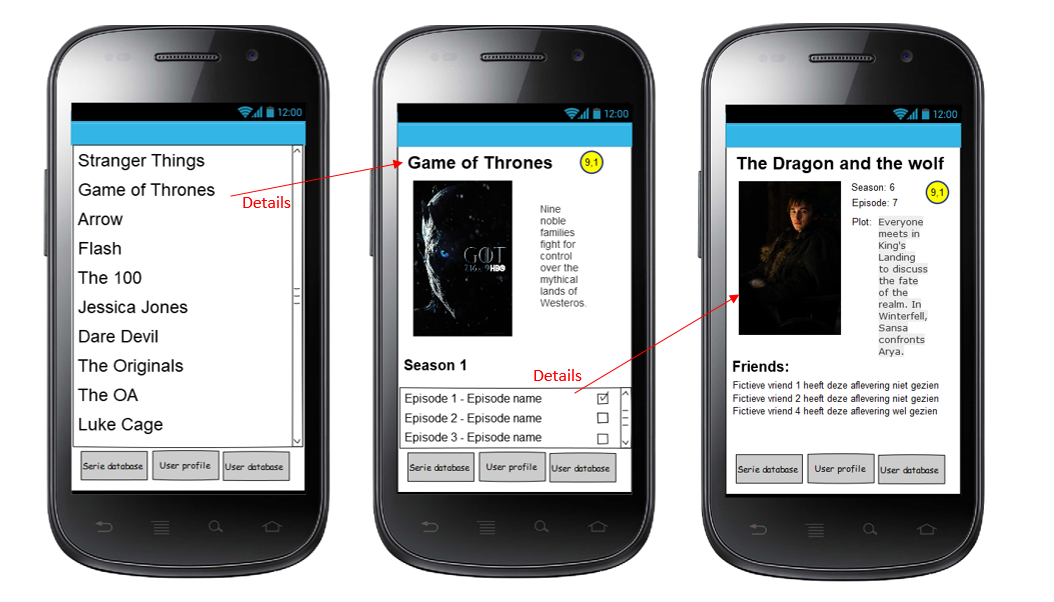 12:00
Stranger Things
Game of Thrones
Arrow
Flash
The 100
Jessica Jones
Dare Devil
The Originals
The OA
Luke Cage
Serie database
User profile
User database
Details
12:00
Game of Thrones
9,1
GOT
7.16 HBO
Nine
noble
families
fight for
control
over the
mythical
lands of
Westeros.
Season 1
Details
Episode 1 - Episode name
Episode 2 - Episode name
Episode 3 - Episode name
Serie database
User profile
User database
12:00
The Dragon and the wolf
Season: 6
9,1
Episode: 7
Plot: Everyone
meets in
King's
Landing
to discuss
the fate
of the
realm. In
Winterfell,
Sansa
confronts
Arya.
Friends:
Fictieve vriend 1 heeft deze aflevering niet gezien
Fictieve vriend 2 heeft deze aflevering niet gezien
Fictieve vriend 4 heeft deze aflevering wel gezien
Serie database
User profile
User database